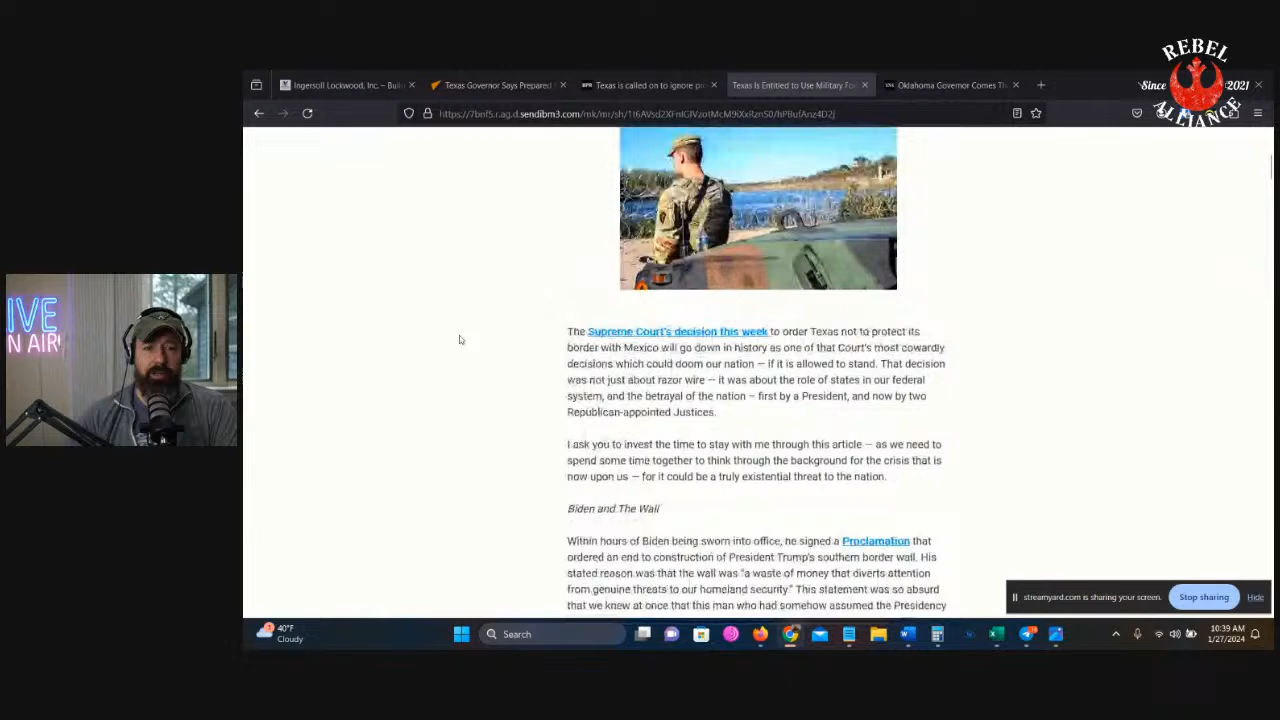 REBEL
Since 2021
ALLIANCE
Ingersoll Lockwood, Inc. – Buil
Texas Governor Says Prepared
BPR Texas is called on to ignore po
Texas Is Entitled to Use Military Fo
Oklahoma Governor Comes Th
sendibm3.com
The Supreme Court's decision this week to order Texas not to protect its
border with Mexico will go down in history as one of that Court's most cowardly
decisions which could doom our nation – if it is allowed to stand. That decision
was not just about razor wire – it was about the role of states in our federal
system, and the betrayal of the nation – first by a President, and now by two
Republican-appointed Justices.
I ask you to invest the time to stay with me through this article – as we need to
spend some time together to think through the background for the crisis that is
now upon us – for it could be a truly existential threat to the nation.
Biden and The Wall
Within hours of Biden being sworn into office, he signed a Proclamation that
ordered an end to construction of President Trump's southern border wall. His
stated reason was that the wall was "a waste of money that diverts attention
from genuine threats to our homeland security." This statement was so absurd
that we knew at once that this man who had somehow assumed the Presidency
IVE
N AIR
streamyard.com is sharing your screen. Stop sharing Hide
40°F
Cloudy
Search
10:39 AM
1/27/2024